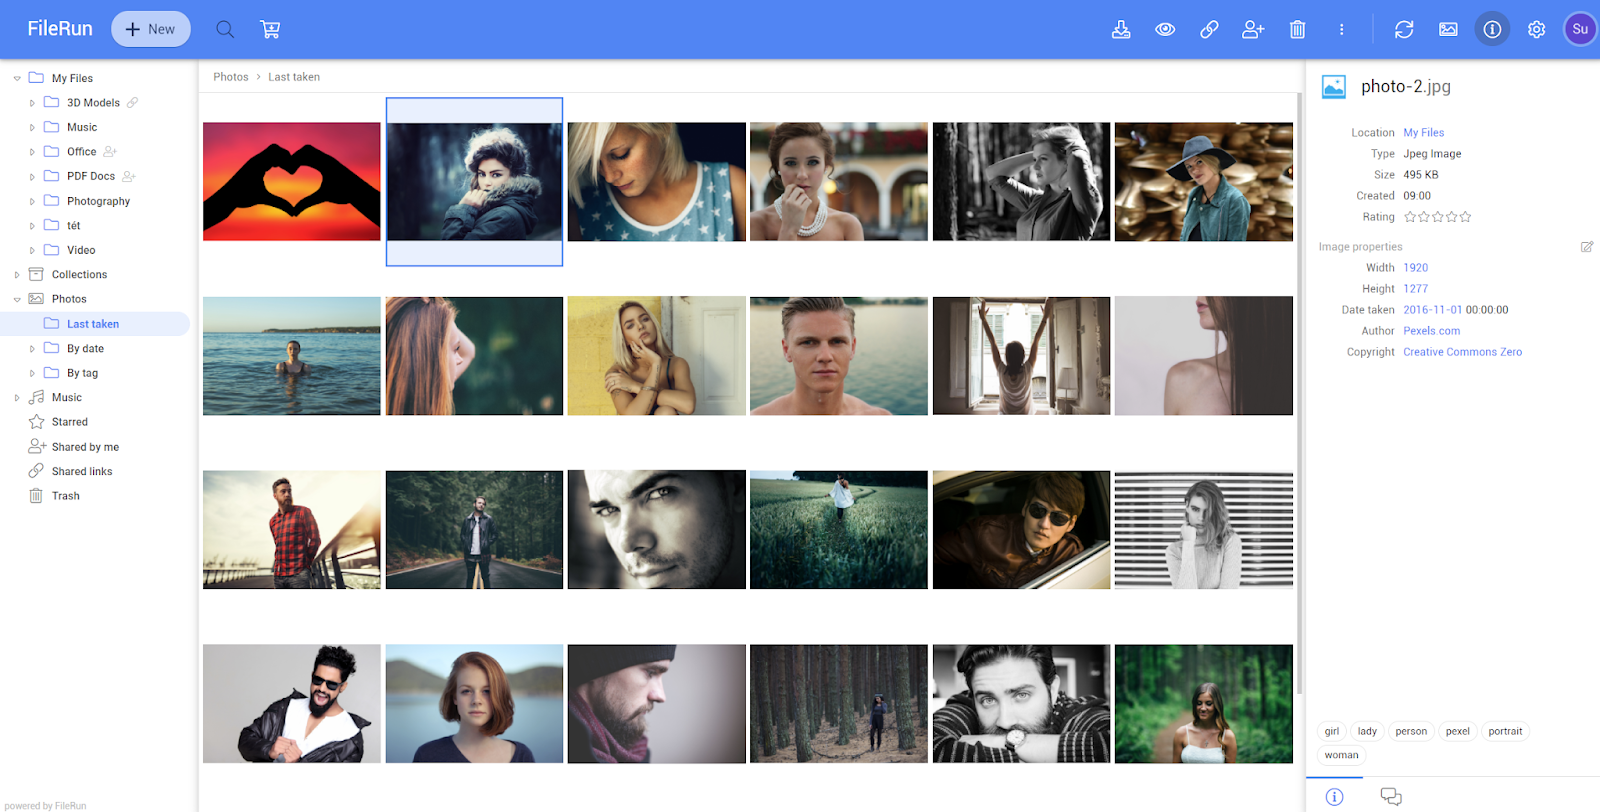 FileRun
New
Su
My Files
3D Models
Music
Office
PDF Docs
Photography
tét
Video
Collections
Photos
Last taken
By date
By tag
Music
Starred
Shared by me
Shared links
Trash
powered by FileRun
Photos > Last taken
photo-2.jpg
Location My Files
Type Jpeg Image
Size 495 KB
Created 09:00
Rating
Image properties
Width 1920
Height 1277
Date taken 2016-11-01 00:00:00
Author Pexels.com
Copyright Creative Commons Zero
girl lady person pexel portrait
woman